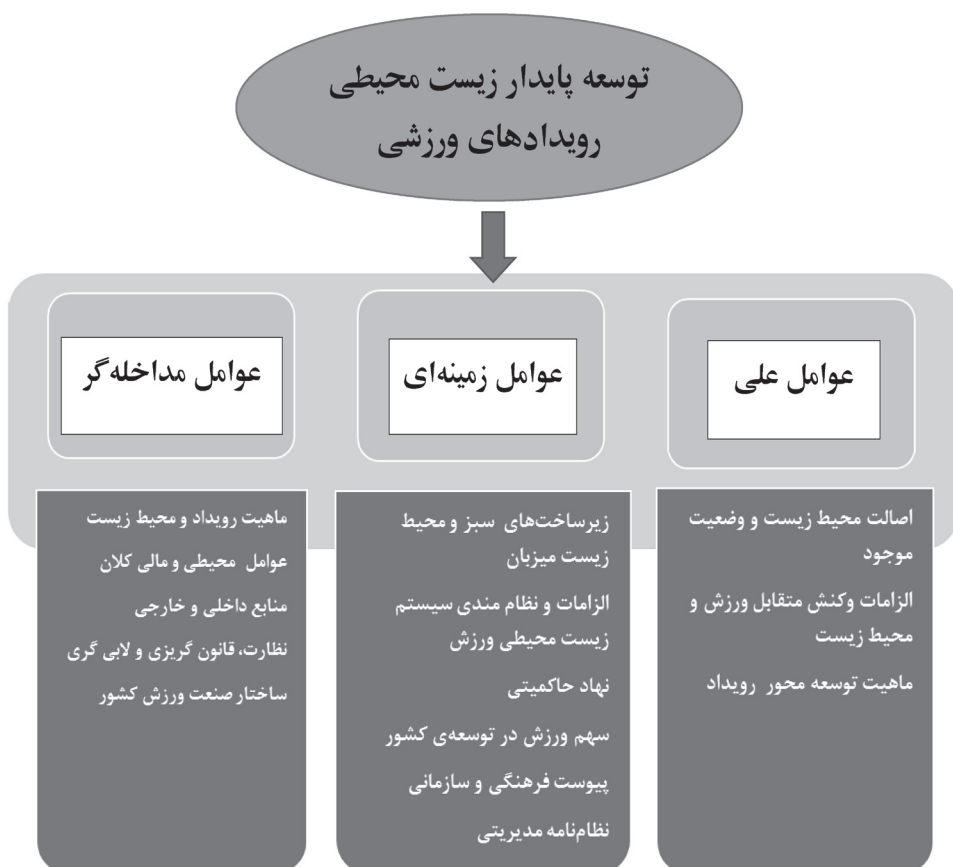 توسعه پایدار زیست محیطی
رویدادهای ورزشی
عوامل علی
اصالت محیط زیست و وضعیت
موجود
الزامات وکنش متقابل ورزش و
محیط زیست
ماهیت توسعه محور رویداد
عوامل زمینه‌ای
زیرساخت‌های سبز و محیط
زیست میزبان
الزامات و نظام مندی سیستم
زیست محیطی ورزش
نهاد حاکمیتی
سهم ورزش در توسعه‌ی کشور
پیوست فرهنگی و سازمانی
نظام‌نامه مدیریتی
عوامل مداخله‌گر
ماهیت رویداد و محیط زیست
عوامل محیطی و مالی کلان
منابع داخلی و خارجی
نظارت، قانون گریزی و لابی گری
ساختار صنعت ورزش کشور